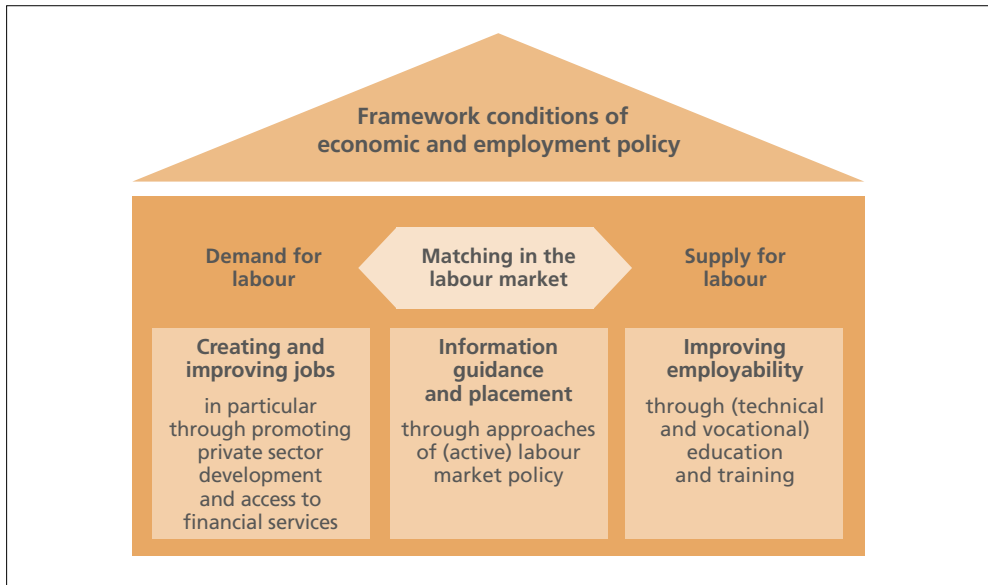 Framework conditions of
economic and employment policy
Demand for
labour
Matching in the
labour market
Supply for
labour
Creating and
improving jobs
in particular
through promoting
private sector
development
and access to
financial services
Information
guidance
and placement
through approaches
of (active) labour
market policy
Improving
employability
through (technical
and vocational)
education
and training